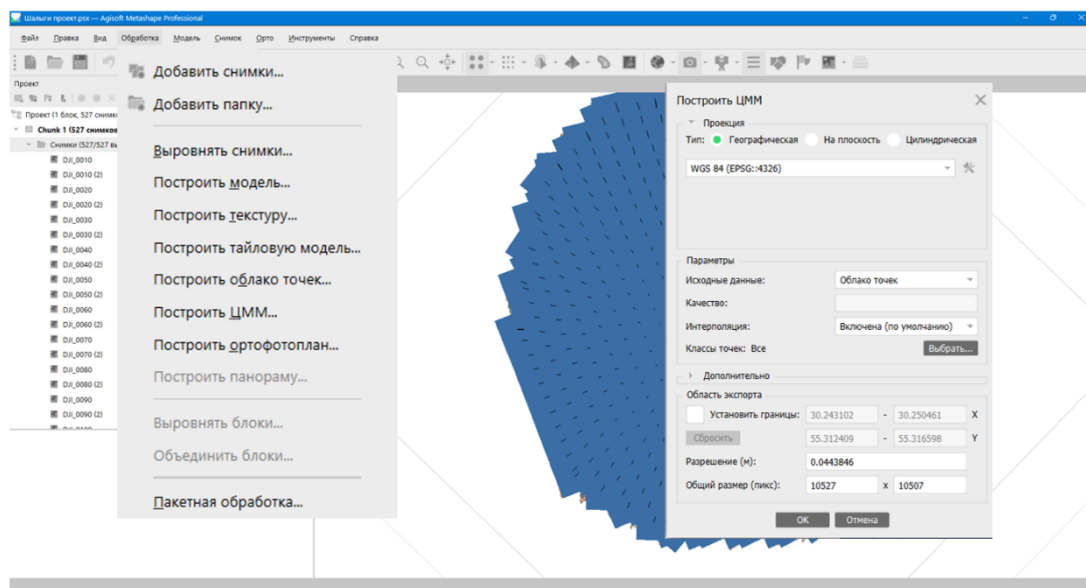 Шальги проект.psx — Agisoft Metashape Professional
Файл Правка Вид Обработка Модель Снимок Орто Инструменты Справка
Проект
Проект (1 блок, 527 снимк
Chunk 1 (527 снимков
Снимки (527/527 вы
DJI_0010
DJI_0010 (2)
DJI_0020
DJI_0020 (2)
DJI_0030
DJI_0030 (2)
DJI_0040
DJI_0040 (2)
DJI_0050
DJI_0050 (2)
DJI_0060
DJI_0060 (2)
DJI_0070
DJI_0070 (2)
DJI_0080
DJI_0080 (2)
DJI_0090
DJI_0090 (2)
Добавить снимки...
Добавить папку...
Выровнять снимки...
Построить модель...
Построить текстуру...
Построить тайловую модель...
Построить облако точек...
Построить ЦММ...
Построить ортофотоплан...
Построить панораму...
Выровнять блоки...
Объединить блоки...
Пакетная обработка...
Построить ЦММ
Проекция
Тип: Географическая На плоскость Цилиндрическая
WGS 84 (EPSG::4326)
Параметры
Исходные данные: Облако точек
Качество:
Интерполяция: Включена (по умолчанию)
Классы точек: Все Выбрать...
Дополнительно
Область экспорта
Установить границы: 30.243102 - 30.250461 X
Сбросить 55.312409 - 55.316598 Y
Разрешение (м): 0.0443846
Общий размер (пикс): 10527 x 10507
OK Отмена